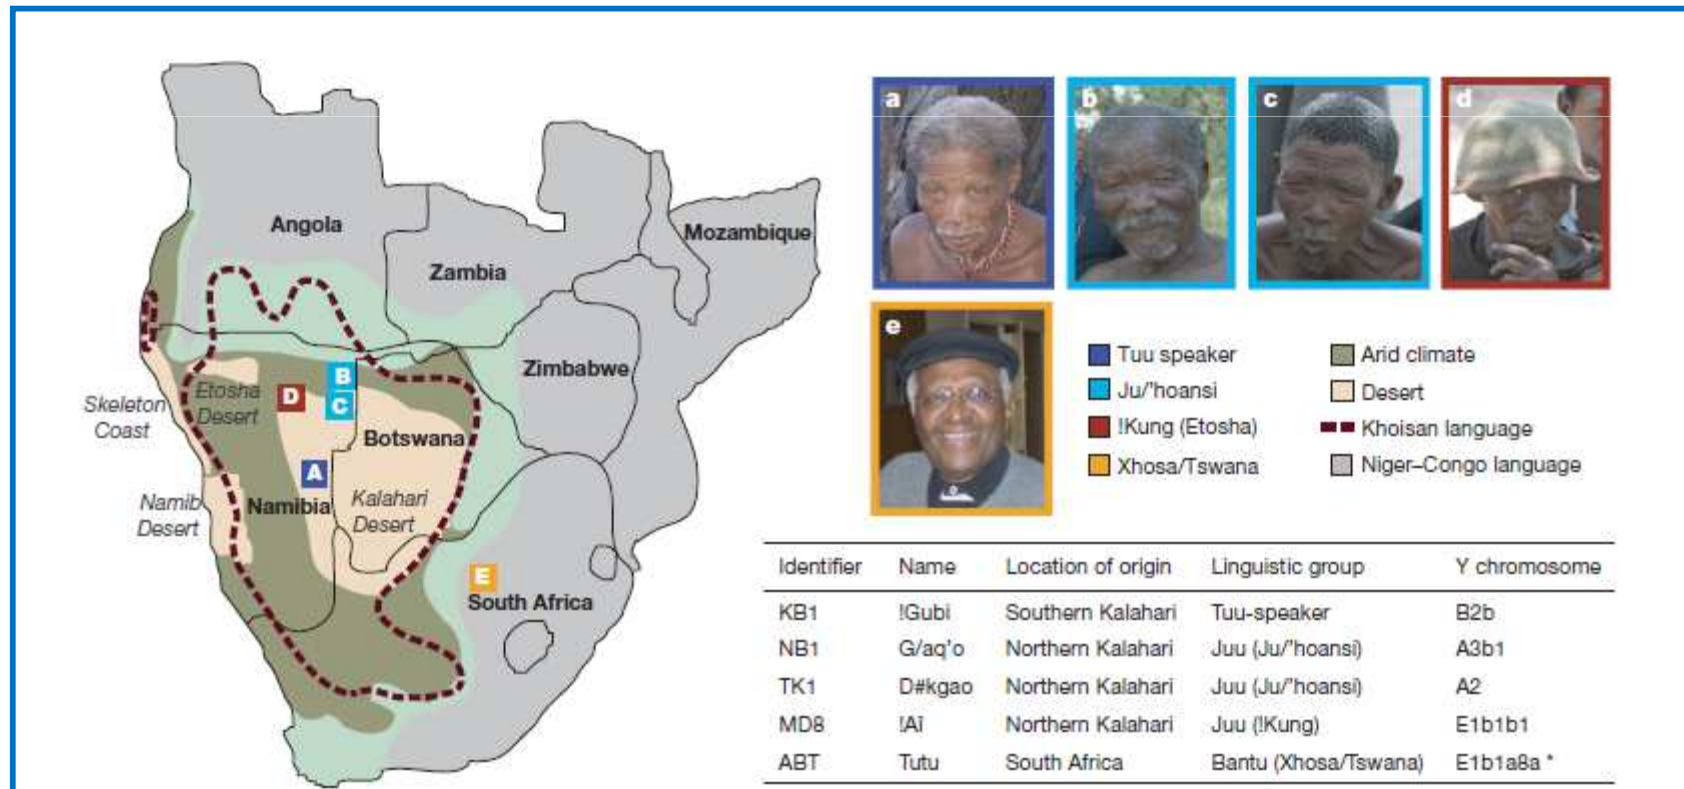 Angola
Zambia
Mozambique
Zimbabwe
Etosha
Desert
Skeleton
Coast
Botswana
Namib
Desert
Namibia
Kalahari
Desert
South Africa
A
B
C
D
E
a
b
c
d
e
Tuu speaker
Ju/'hoansi
!Kung (Etosha)
Xhosa/Tswana
Arid climate
Desert
Khoisan language
Niger–Congo language
Identifier Name Location of origin Linguistic group Y chromosome
KB1 !Gubi Southern Kalahari Tuu-speaker B2b
NB1 G/aq'o Northern Kalahari Juu (Ju/'hoansi) A3b1
TK1 D#kgao Northern Kalahari Juu (Ju/'hoansi) A2
MD8 !Aî Northern Kalahari Juu (!Kung) E1b1b1
ABT Tutu South Africa Bantu (Xhosa/Tswana) E1b1a8a *